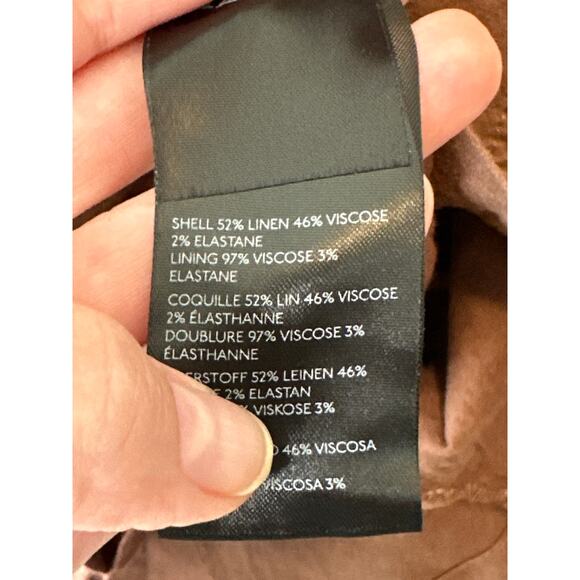 SHELL 52% LINEN 46% VISCOSE
2% ELASTANE
LINING 97% VISCOSE 3%
ELASTANE
COQUILLE 52% LIN 46% VISCOSE
2% ÉLASTHANNE
DOUBLURE 97% VISCOSE 3%
ÉLASTHANNE
ERSTOFF 52% LEINEN 46%
2% ELASTAN
VISKOSE 3%
46% VISCOSA
VISCOSA 3%